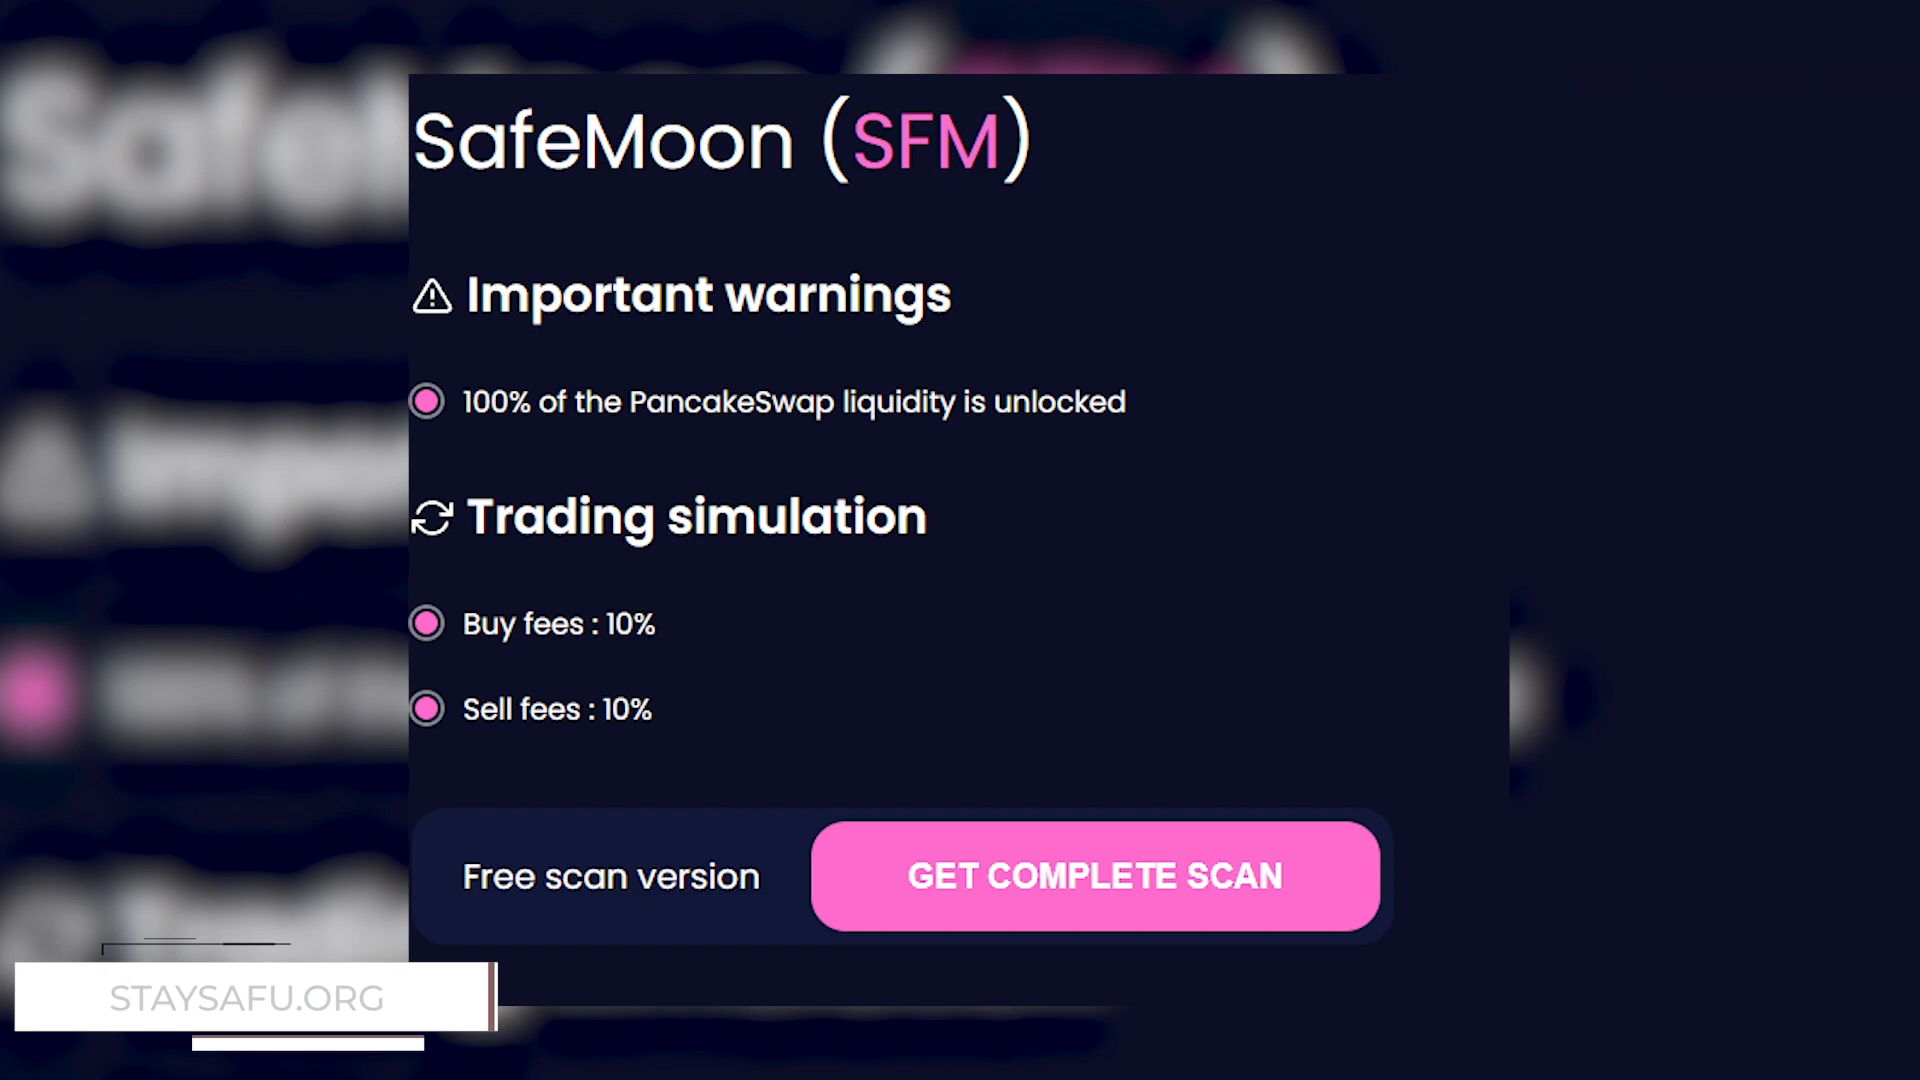 SafeMoon (SFM)
Important warnings
100% of the PancakeSwap liquidity is unlocked
Trading simulation
Buy fees : 10%
Sell fees : 10%
Free scan version
GET COMPLETE SCAN
STAYSAFU.ORG